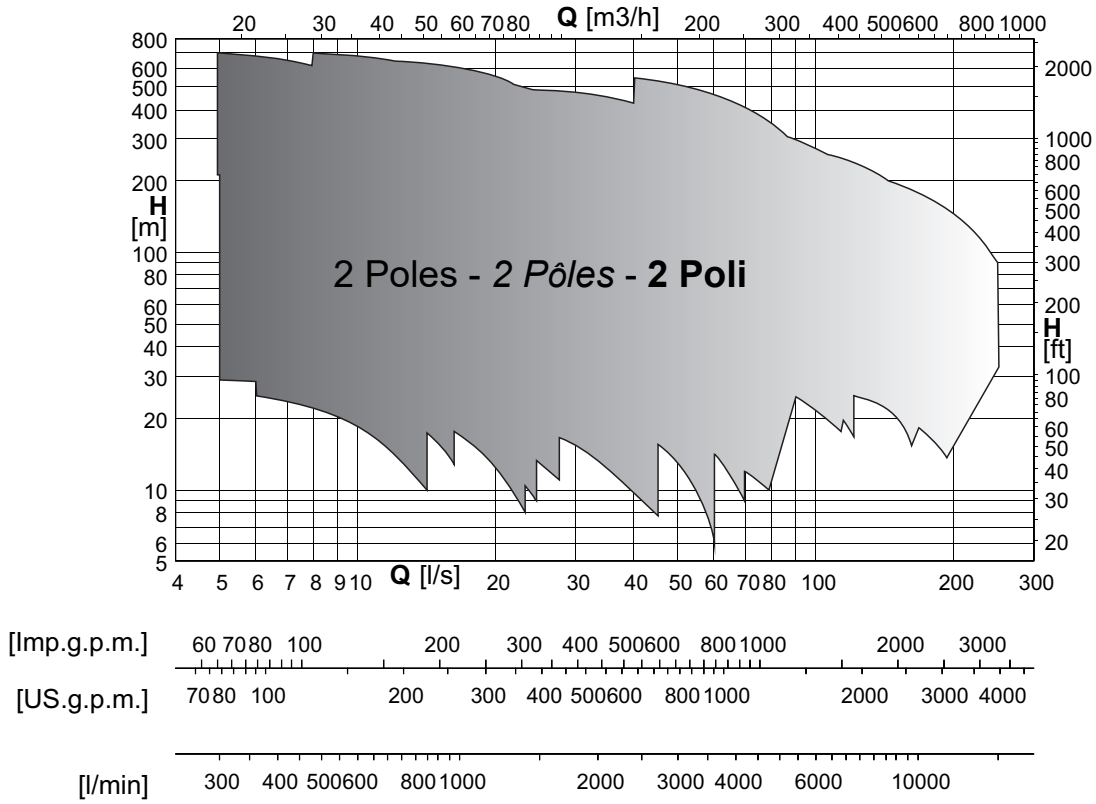 Q [m3/h]
20 30 40 50 60 70 80 200 300 400 500 600 800 1000
800
600
500
400
300
200
H
[m]
100
80
60
50
40
30
20
10
8
6
5
2000
1000
800
600
500
400
300
200
H
[ft]
100
80
60
50
40
30
20
2 Poles - 2 Pôles - 2 Poli
4 5 6 7 8 9 10 20 30 40 50 60 70 80 100 200 300
Q [l/s]
[Imp.g.p.m.] 60 70 80 100 200 300 400 500 600 800 1000 2000 3000
[US.g.p.m.] 70 80 100 200 300 400 500 600 800 1000 2000 3000 4000
[l/min] 300 400 500 600 800 1000 2000 3000 4000 6000 10000